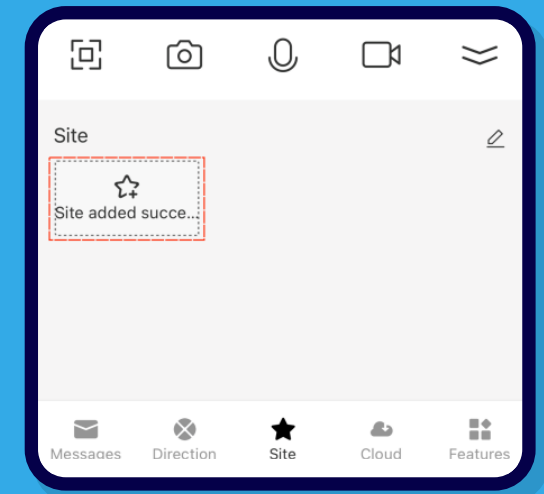 Site
Site added succe...
Messages Direction Site Cloud Features